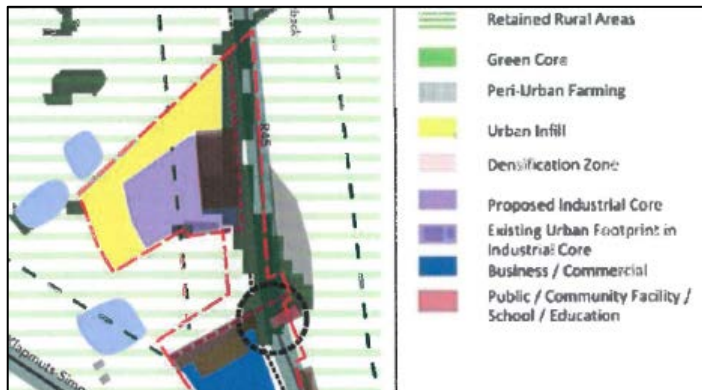 Retained Rural Areas
Green Core
Peri-Urban Farming
Urban Infill
Densification Zone
Proposed Industrial Core
Existing Urban Footprint in
Industrial Core
Business / Commercial
Public / Community Facility /
School / Education
R45